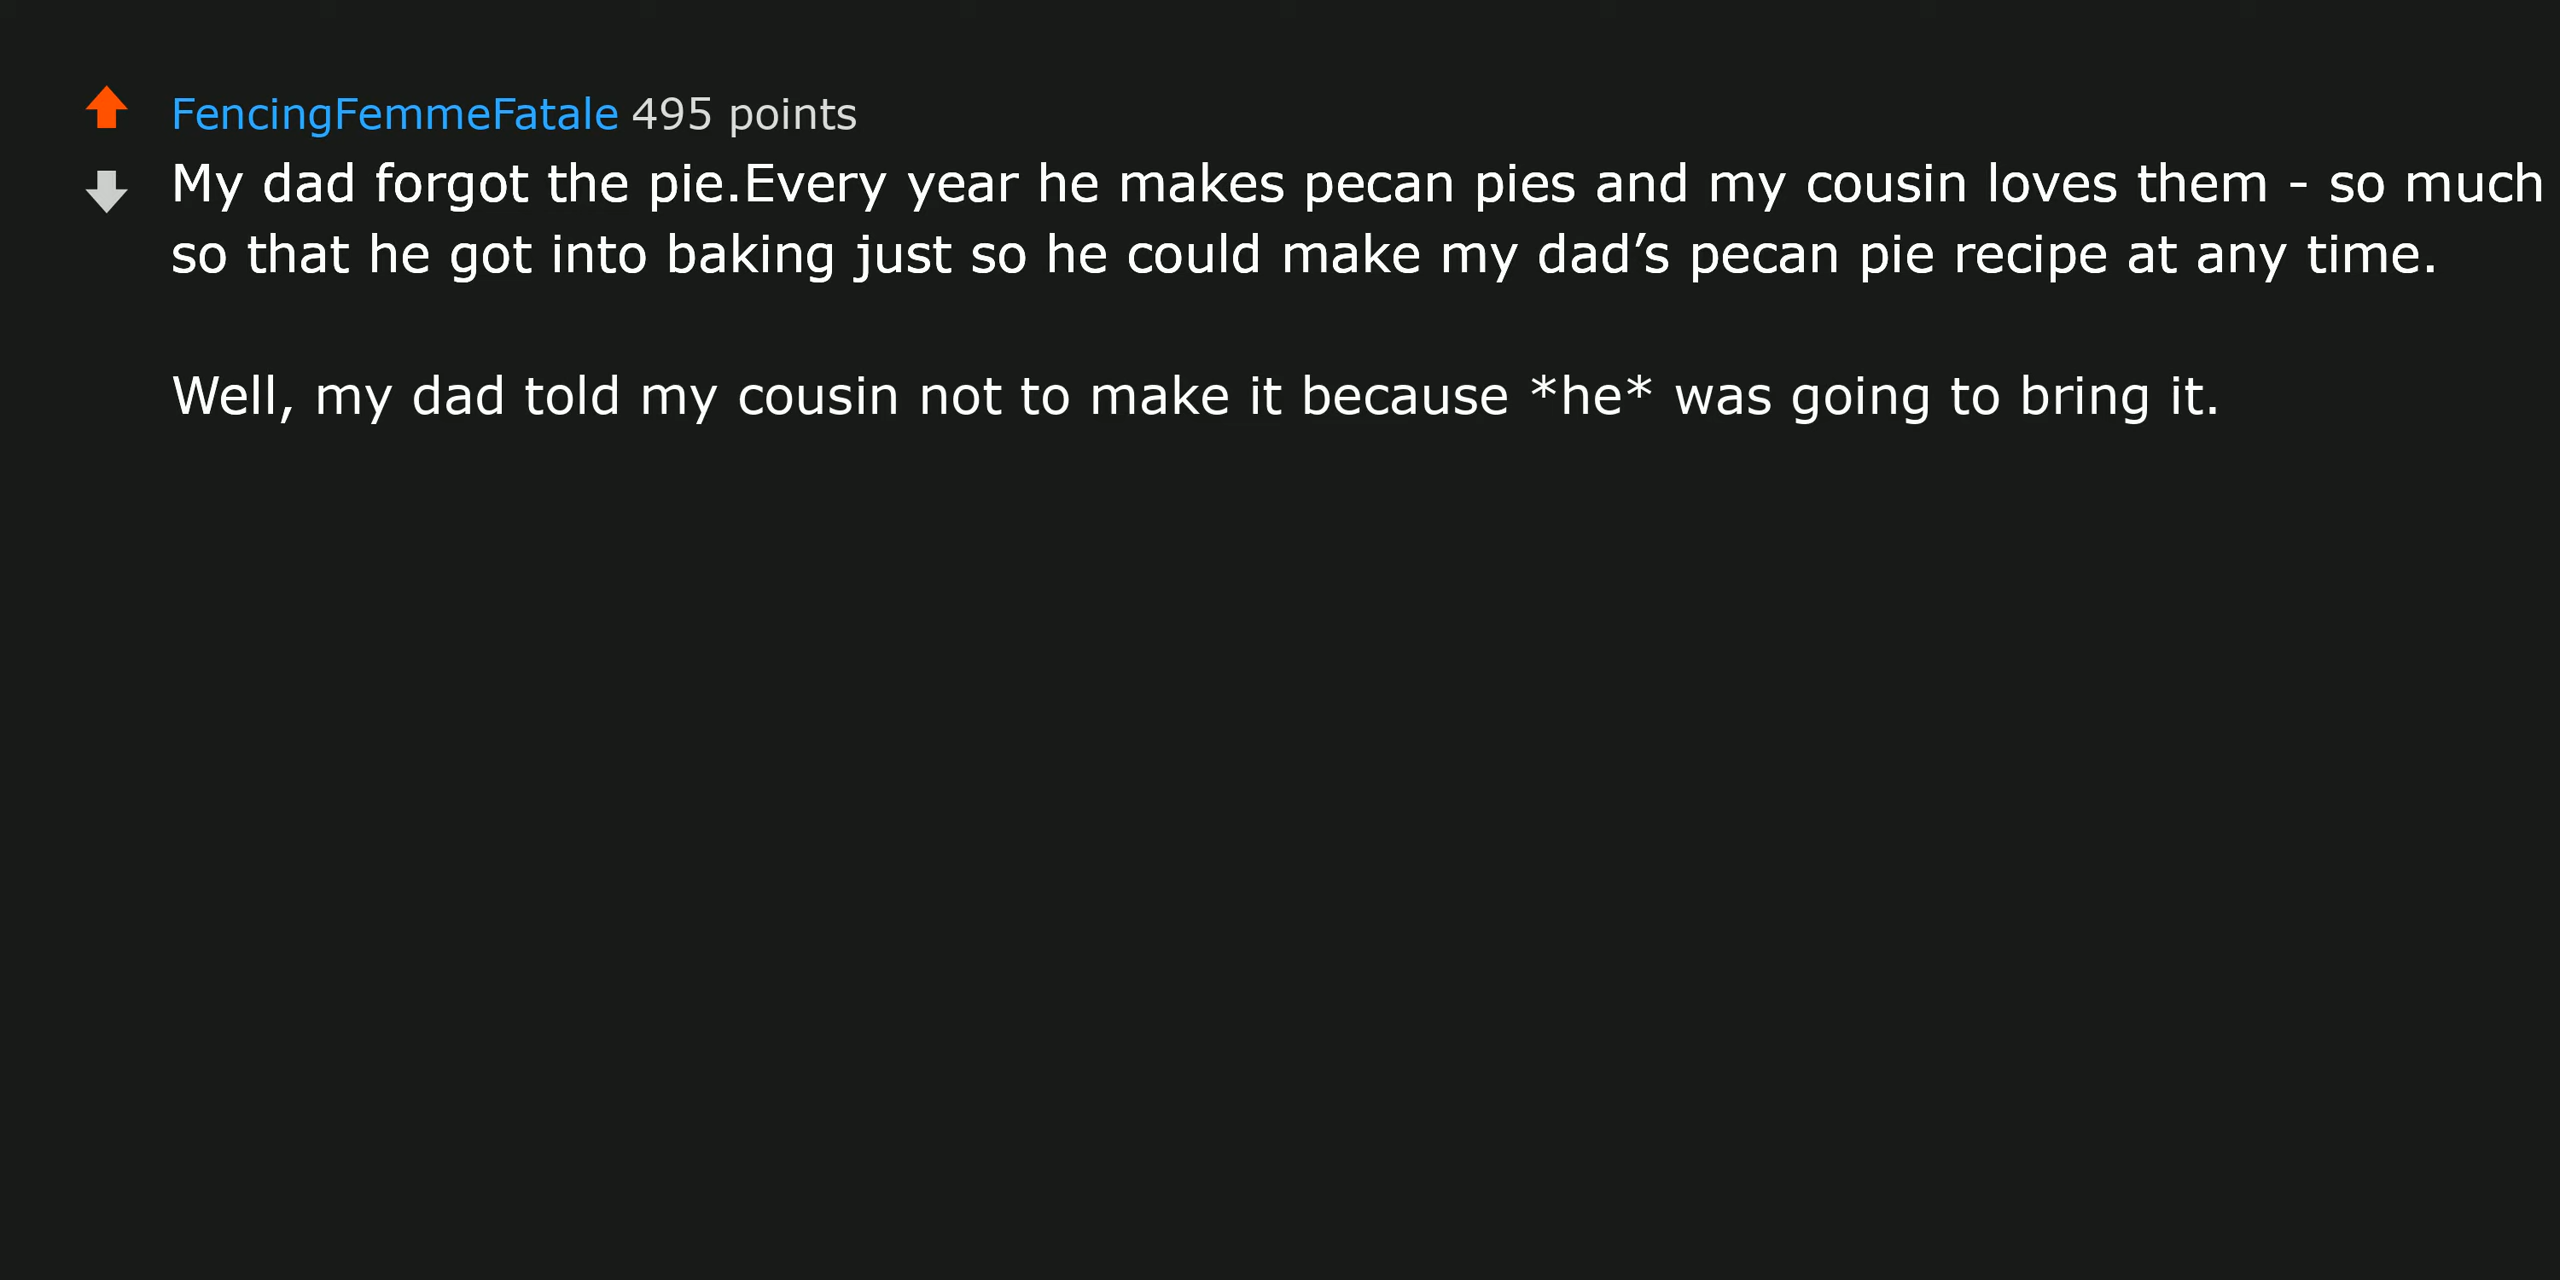 FencingFemmeFatale 495 points
My dad forgot the pie.Every year he makes pecan pies and my cousin loves them - so much
so that he got into baking just so he could make my dad’s pecan pie recipe at any time.
Well, my dad told my cousin not to make it because *he* was going to bring it.